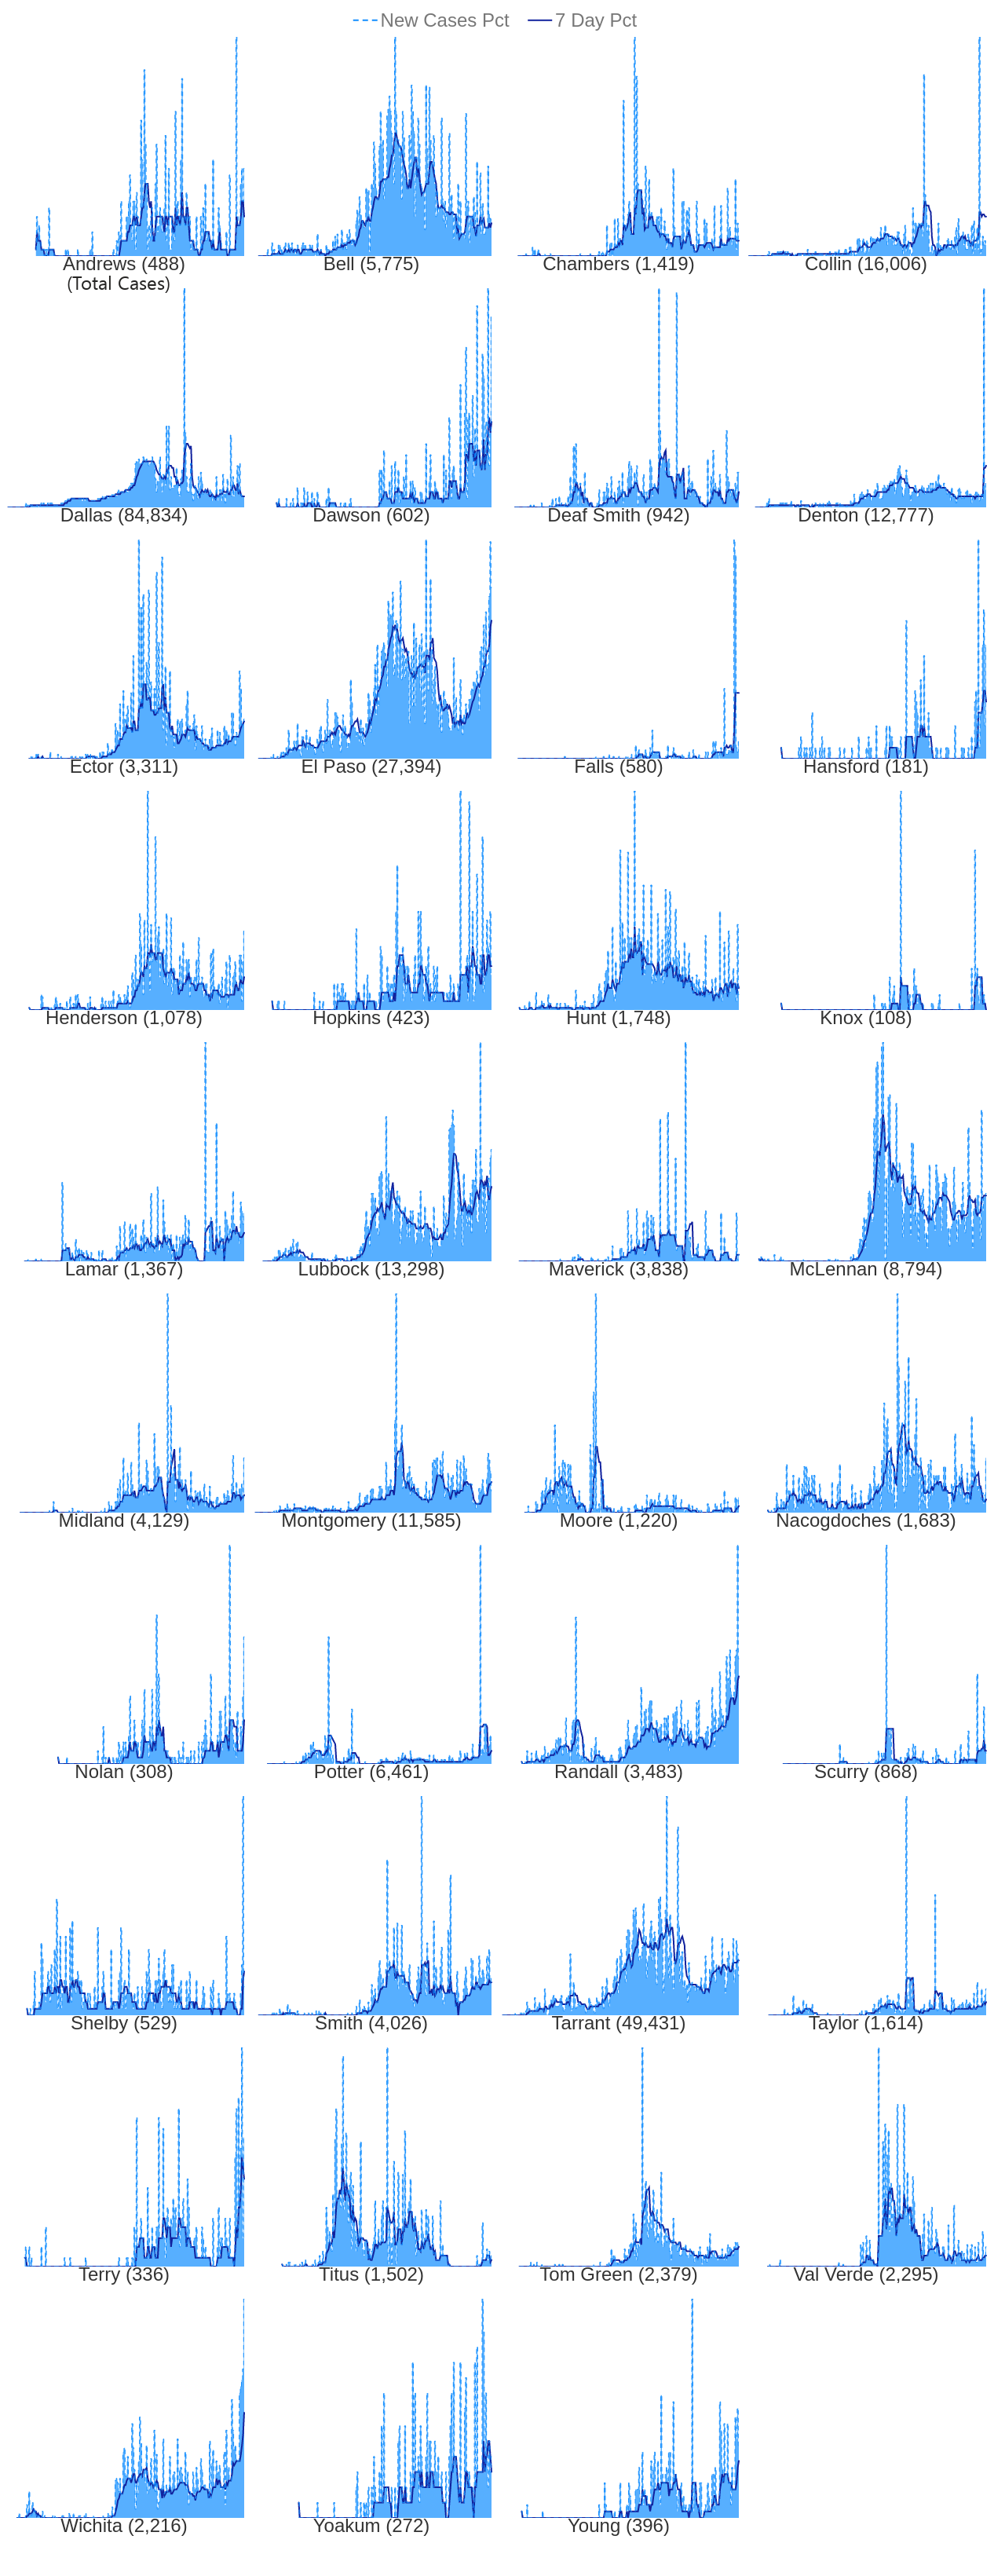 New Cases Pct 7 Day Pct
Andrews (488) Bell (5,775) Chambers (1,419) Collin (16,006)
(Total Cases)
Dallas (84,834) Dawson (602) Deaf Smith (942) Denton (12,777)
Ector (3,311) El Paso (27,394) Falls (580) Hansford (181)
Henderson (1,078) Hopkins (423) Hunt (1,748) Knox (108)
Lamar (1,367) Lubbock (13,298) Maverick (3,838) McLennan (8,794)
Midland (4,129) Montgomery (11,585) Moore (1,220) Nacogdoches (1,683)
Nolan (308) Potter (6,461) Randall (3,483) Scurry (868)
Shelby (529) Smith (4,026) Tarrant (49,431) Taylor (1,614)
Terry (336) Titus (1,502) Tom Green (2,379) Val Verde (2,295)
Wichita (2,216) Yoakum (272) Young (396)